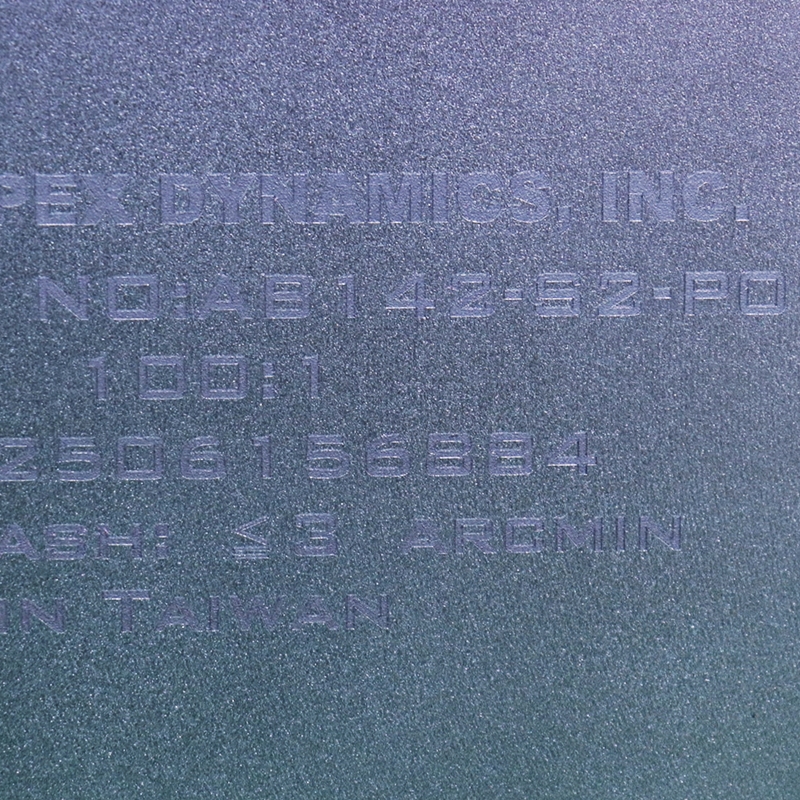 PEX DYNAMICS, INC.
NO:AB142-S2-P0
100:1
2506156884
ASH: ≤3 ARCMIN
IN TAIWAN